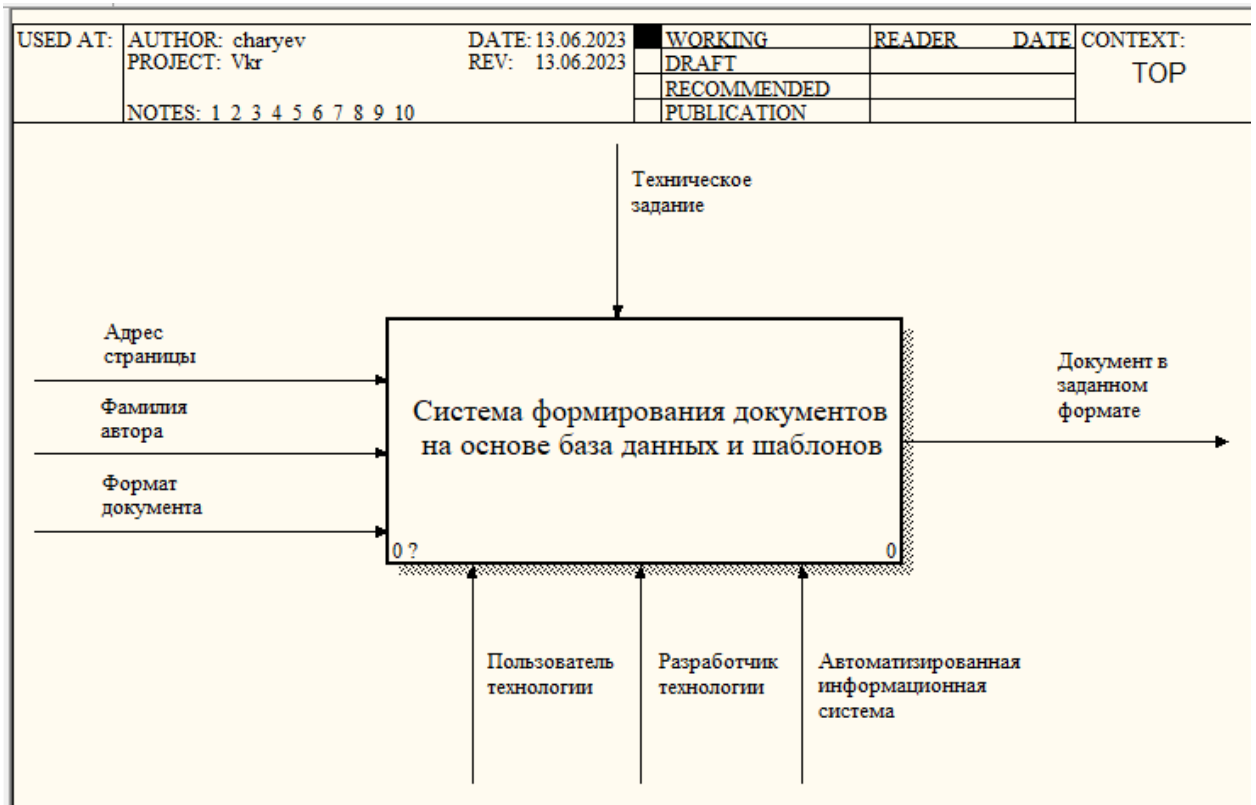 USED AT: AUTHOR: charyev DATE: 13.06.2023 WORKING READER DATE CONTEXT:
PROJECT: Vkr REV: 13.06.2023 DRAFT
TOP
RECOMMENDED
NOTES: 1 2 3 4 5 6 7 8 9 10 PUBLICATION
Техническое
задание
Адрес
страницы
Фамилия
автора
Формат
документа
Система формирования документов
на основе база данных и шаблонов
0 ? 0
Документ в
заданном
формате
Пользователь
технологии
Разработчик
технологии
Автоматизированная
информационная
система